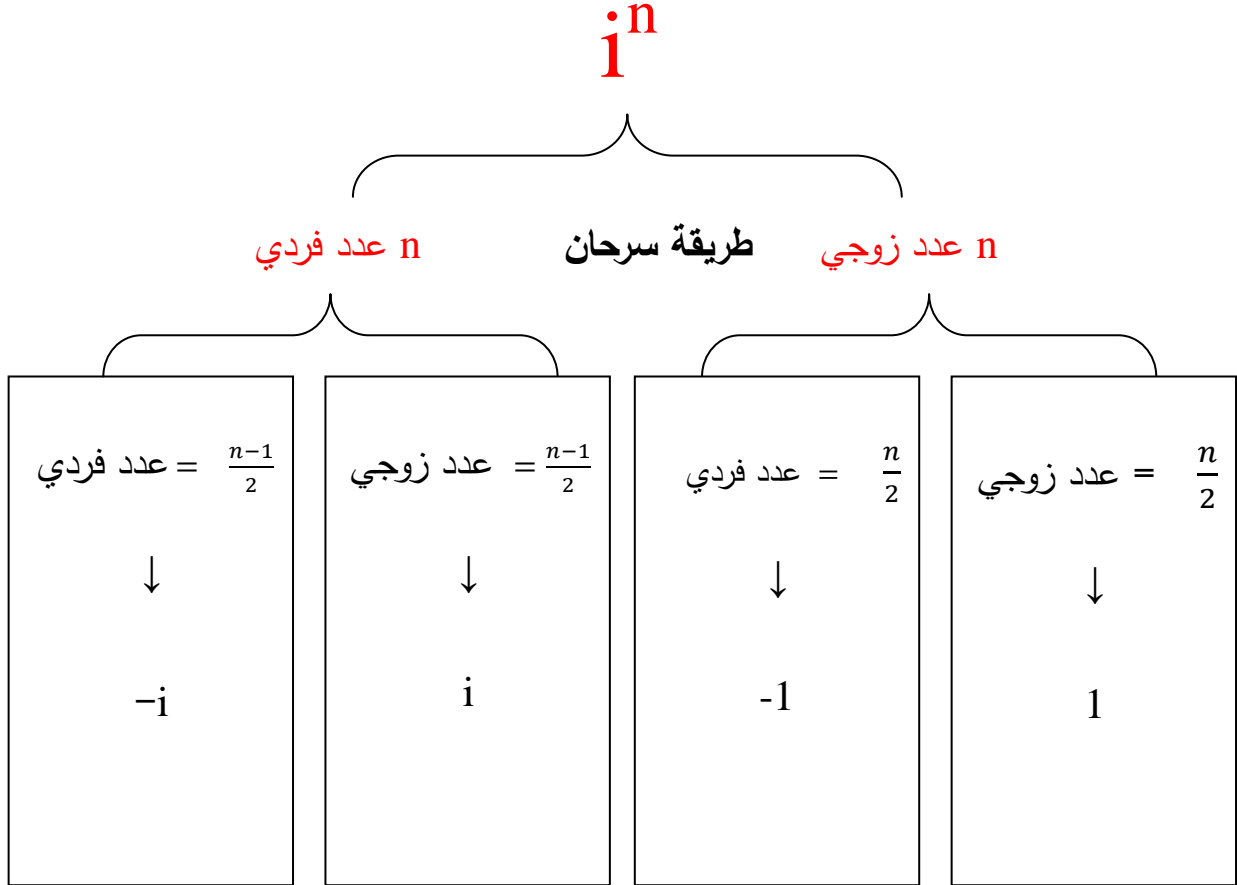 iⁿ
n عدد زوجي
طريقة سرحان
n عدد فردي
n/2 = عدد زوجي
↓
1
n/2 = عدد فردي
↓
-1
n−1/2 = عدد زوجي
↓
i
n−1/2 = عدد فردي
↓
−i